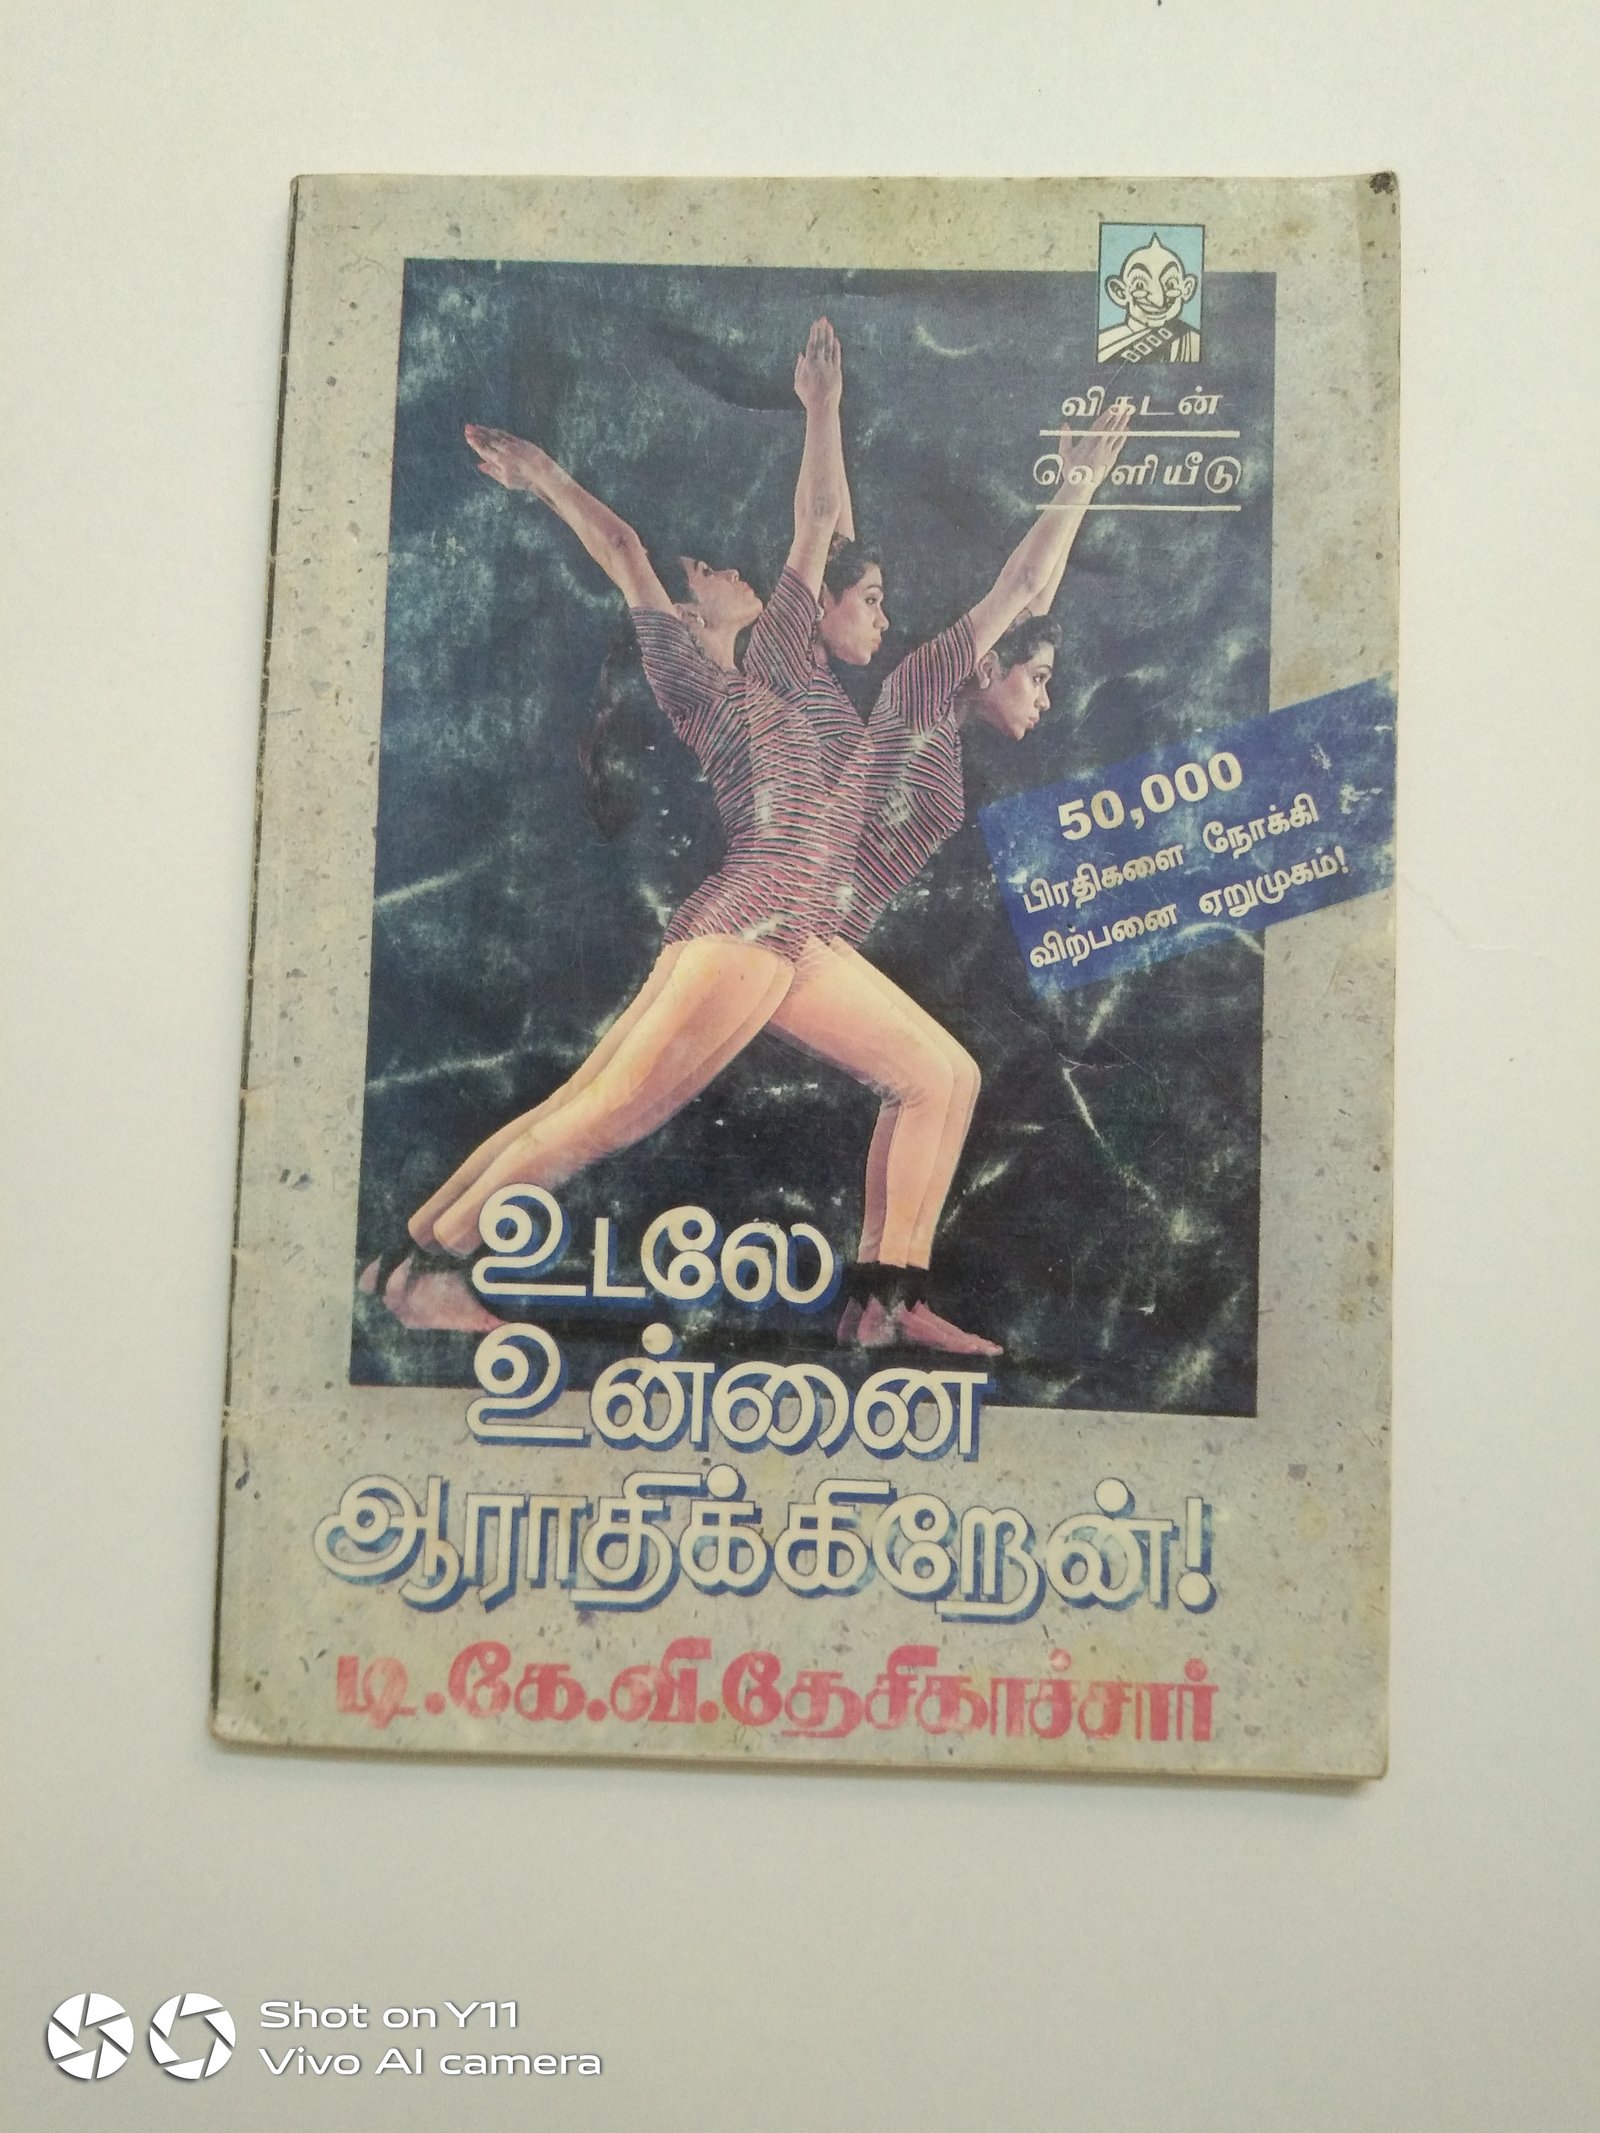 விகடன்
வெளியீடு
50,000
பிரதிகளை நோக்கி
விற்பனை ஏறுமுகம்!
உடலே
உன்னை
ஆராதிக்கிறேன்!
டி.கே.வி.தேசிகாச்சார்
Shot on Y11
Vivo AI camera